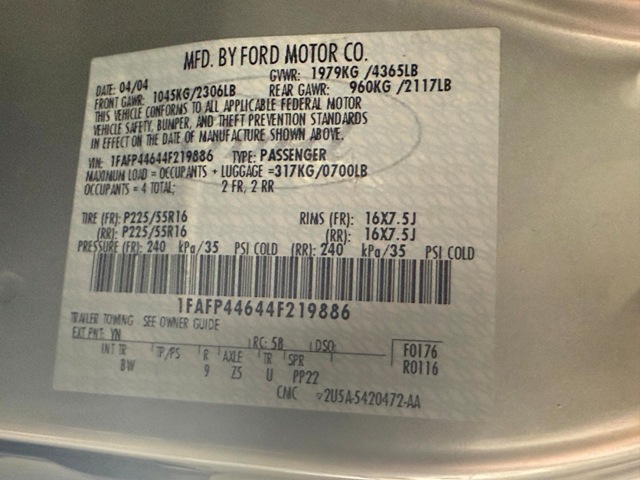 MFD. BY FORD MOTOR CO.
DATE: 04/04 GVWR: 1979KG /4365LB
FRONT GAWR: 1045KG/2306LB REAR GAWR: 960KG /2117LB
THIS VEHICLE CONFORMS TO ALL APPLICABLE FEDERAL MOTOR
VEHICLE SAFETY, BUMPER, AND THEFT PREVENTION STANDARDS
IN EFFECT ON THE DATE OF MANUFACTURE SHOWN ABOVE.
VIN: 1FAFP44644F219886 TYPE: PASSENGER
MAXIMUM LOAD = OCCUPANTS + LUGGAGE =317KG/0700LB
OCCUPANTS = 4 TOTAL; 2 FR, 2 RR
TIRE (FR): P225/55R16 RIMS (FR): 16X7.5J
(RR): P225/55R16 (RR): 16X7.5J
PRESSURE (FR): 240 kPa/35 PSI COLD (RR): 240 kPa/35 PSI COLD
1FAFP44644F219886
TRAILER TOWING SEE OWNER GUIDE
EXT PNT: YN RC: 58 DSO:
INT TR TP/PS R AXLE TR SPR F0176
BW 9 Z5 U PP22 R0116
CMC 2U5A-5420472-AA